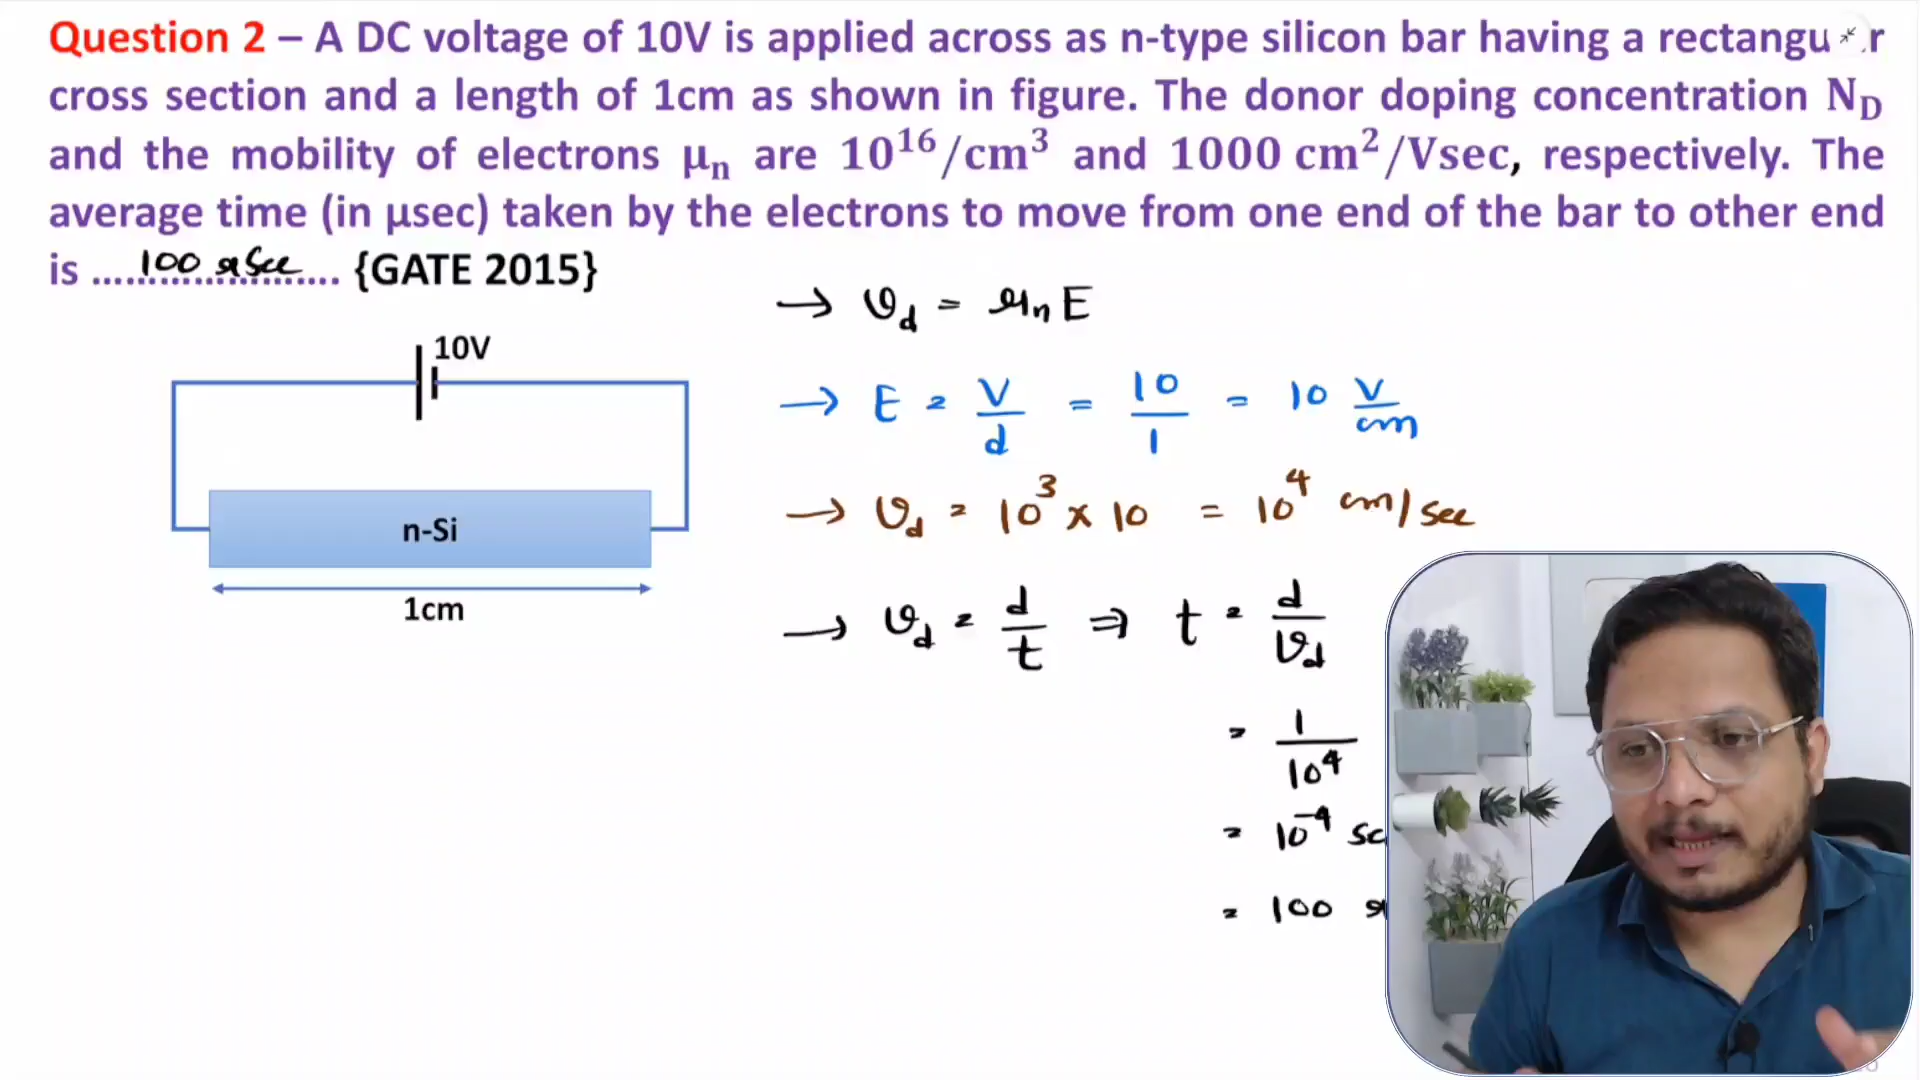 Question 2 – A DC voltage of 10V is applied across as n-type silicon bar having a rectangu r
cross section and a length of 1cm as shown in figure. The donor doping concentration N_D
and the mobility of electrons μ_n are 10^16/cm^3 and 1000 cm^2/Vsec, respectively. The
average time (in μsec) taken by the electrons to move from one end of the bar to other end
is ...... 100 μSec ...... {GATE 2015}
10V
n-Si
1cm
→ v_d = μ_n E
→ E = V/d = 10/1 = 10 V/cm
→ v_d = 10^3 × 10 = 10^4 cm/sec
→ v_d = d/t ⇒ t = d/v_d
= 1/10^4
= 10^-4 
= 100 μ